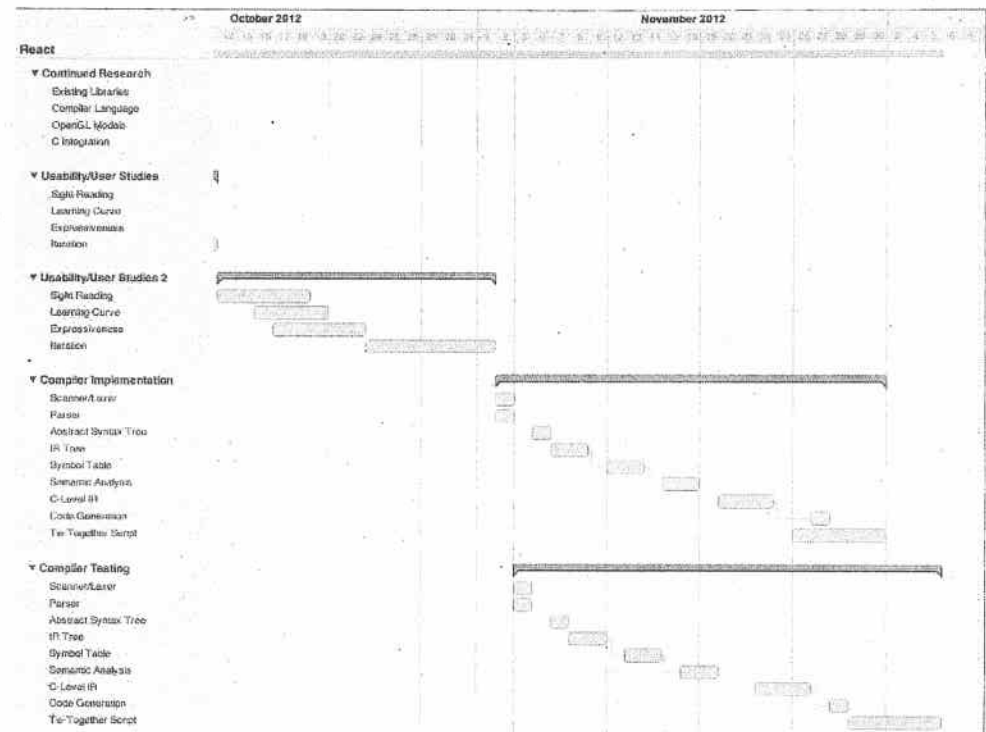 October 2012 November 2012
React
▼ Continued Research
Existing Libraries
Compiler Language
OpenGL Models
C Integration
▼ Usability/User Studies
Sight Reading
Learning Curve
Expressiveness
Iteration
▼ Usability/User Studies 2
Sight Reading
Learning Curve
Expressiveness
Iteration
▼ Compiler Implementation
Scanner/Lexer
Parser
Abstract Syntax Tree
IR Tree
Symbol Table
Semantic Analysis
C-Level IR
Code Generation
Tie-Together Script
▼ Compiler Testing
Scanner/Lexer
Parser
Abstract Syntax Tree
IR Tree
Symbol Table
Semantic Analysis
C-Level IR
Code Generation
Tie-Together Script